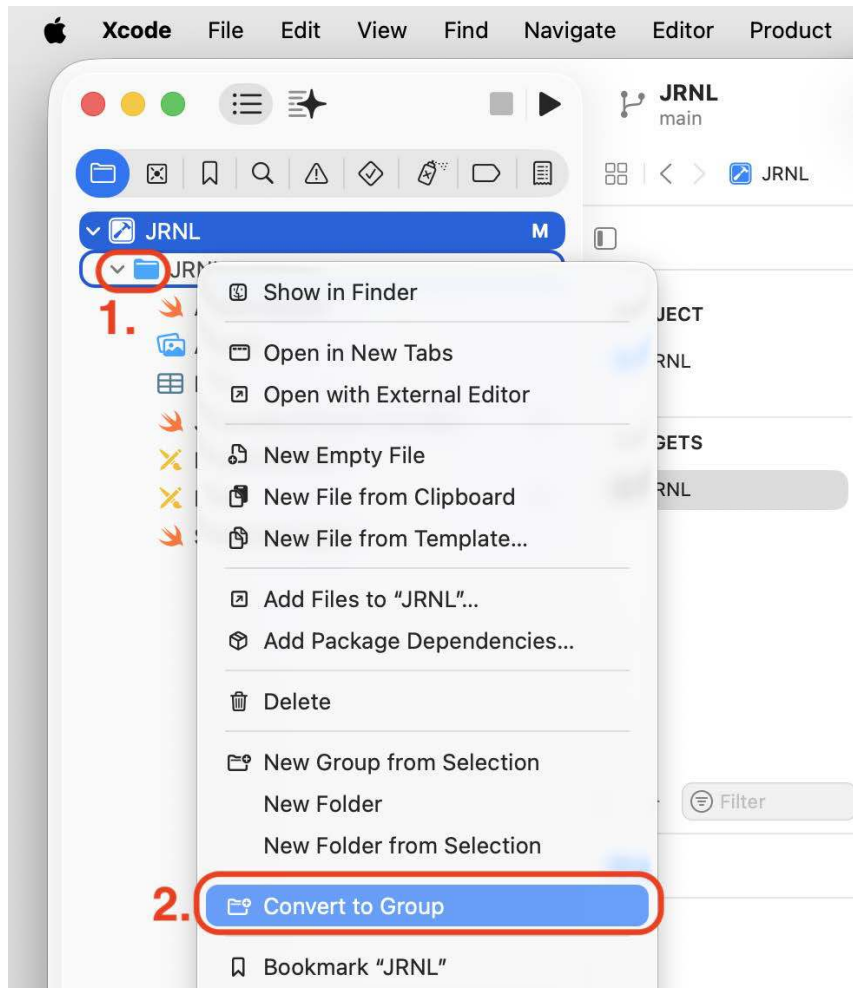 Xcode File Edit View Find Navigate Editor Product
JRNL
main
JRNL
JRNL M
1.
Show in Finder
JECT
Open in New Tabs
RNL
Open with External Editor
GETS
New Empty File
RNL
New File from Clipboard
New File from Template...
Add Files to “JRNL”...
Add Package Dependencies...
Delete
New Group from Selection
New Folder
Filter
New Folder from Selection
2.
Convert to Group
Bookmark “JRNL”